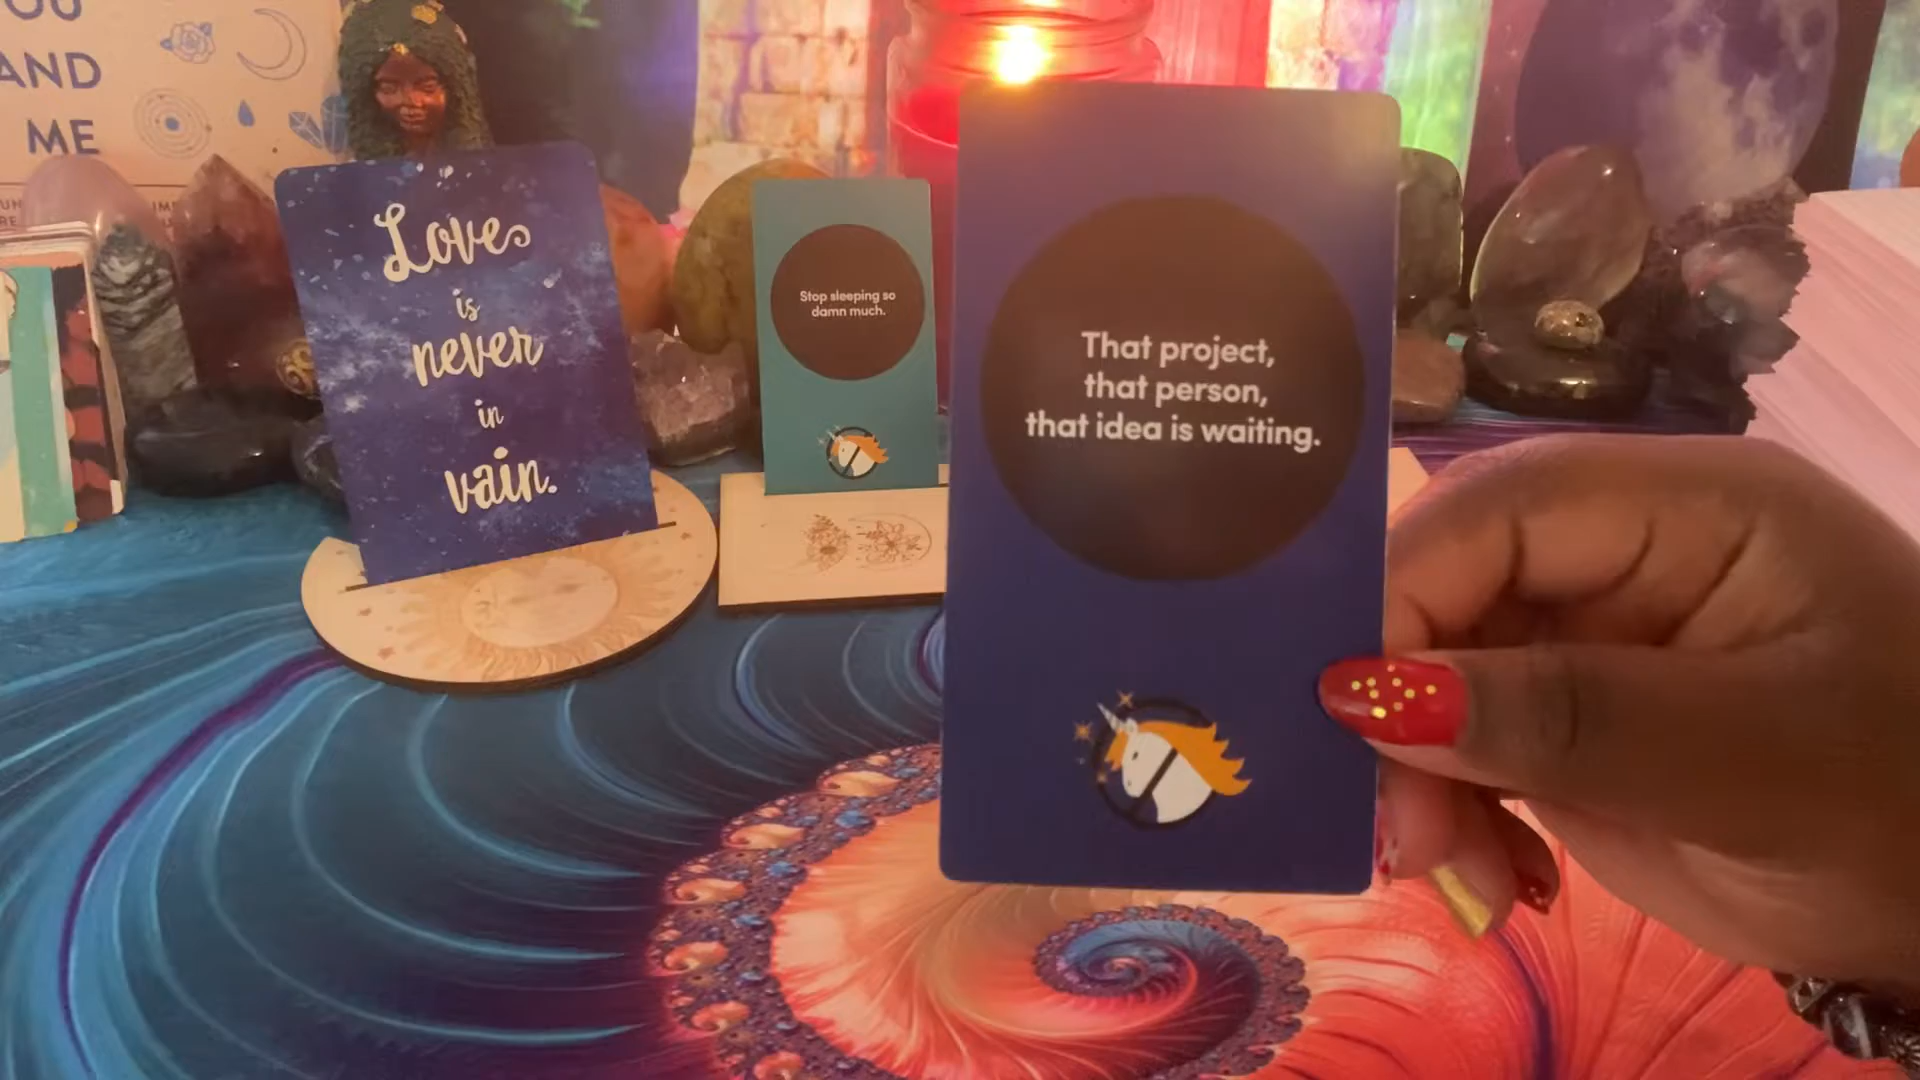 OU
AND
ME
Love
is
never
in
vain.
Stop sleeping so
damn much.
That project,
that person,
that idea is waiting.